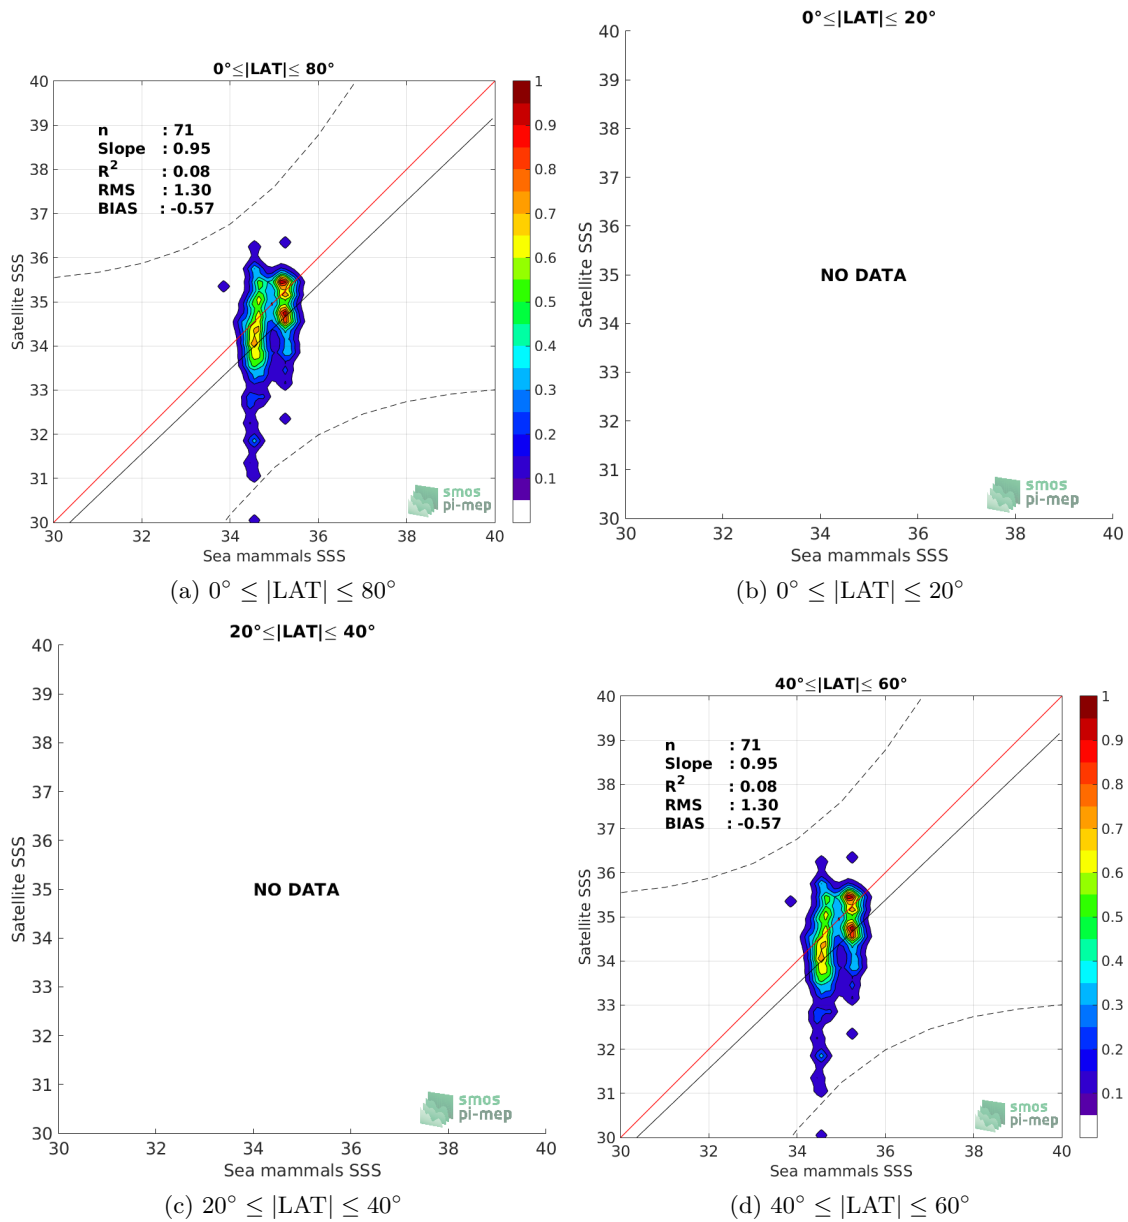 0°≤|LAT|≤ 80°
40
39
38
37
36
35
34
33
32
31
30
Satellite SSS
n : 71
Slope : 0.95
R² : 0.08
RMS : 1.30
BIAS : -0.57
smos
pi-mep
30 32 34 36 38 40
Sea mammals SSS
1
0.9
0.8
0.7
0.6
0.5
0.4
0.3
0.2
0.1
(a) 0° ≤ |LAT| ≤ 80°
0°≤|LAT|≤ 20°
40
39
38
37
36
35
34
33
32
31
30
Satellite SSS
NO DATA
smos
pi-mep
30 32 34 36 38 40
Sea mammals SSS
(b) 0° ≤ |LAT| ≤ 20°
20°≤|LAT|≤ 40°
40
39
38
37
36
35
34
33
32
31
30
Satellite SSS
NO DATA
smos
pi-mep
30 32 34 36 38 40
Sea mammals SSS
(c) 20° ≤ |LAT| ≤ 40°
40°≤|LAT|≤ 60°
40
39
38
37
36
35
34
33
32
31
30
Satellite SSS
n : 71
Slope : 0.95
R² : 0.08
RMS : 1.30
BIAS : -0.57
smos
pi-mep
30 32 34 36 38 40
Sea mammals SSS
1
0.9
0.8
0.7
0.6
0.5
0.4
0.3
0.2
0.1
(d) 40° ≤ |LAT| ≤ 60°